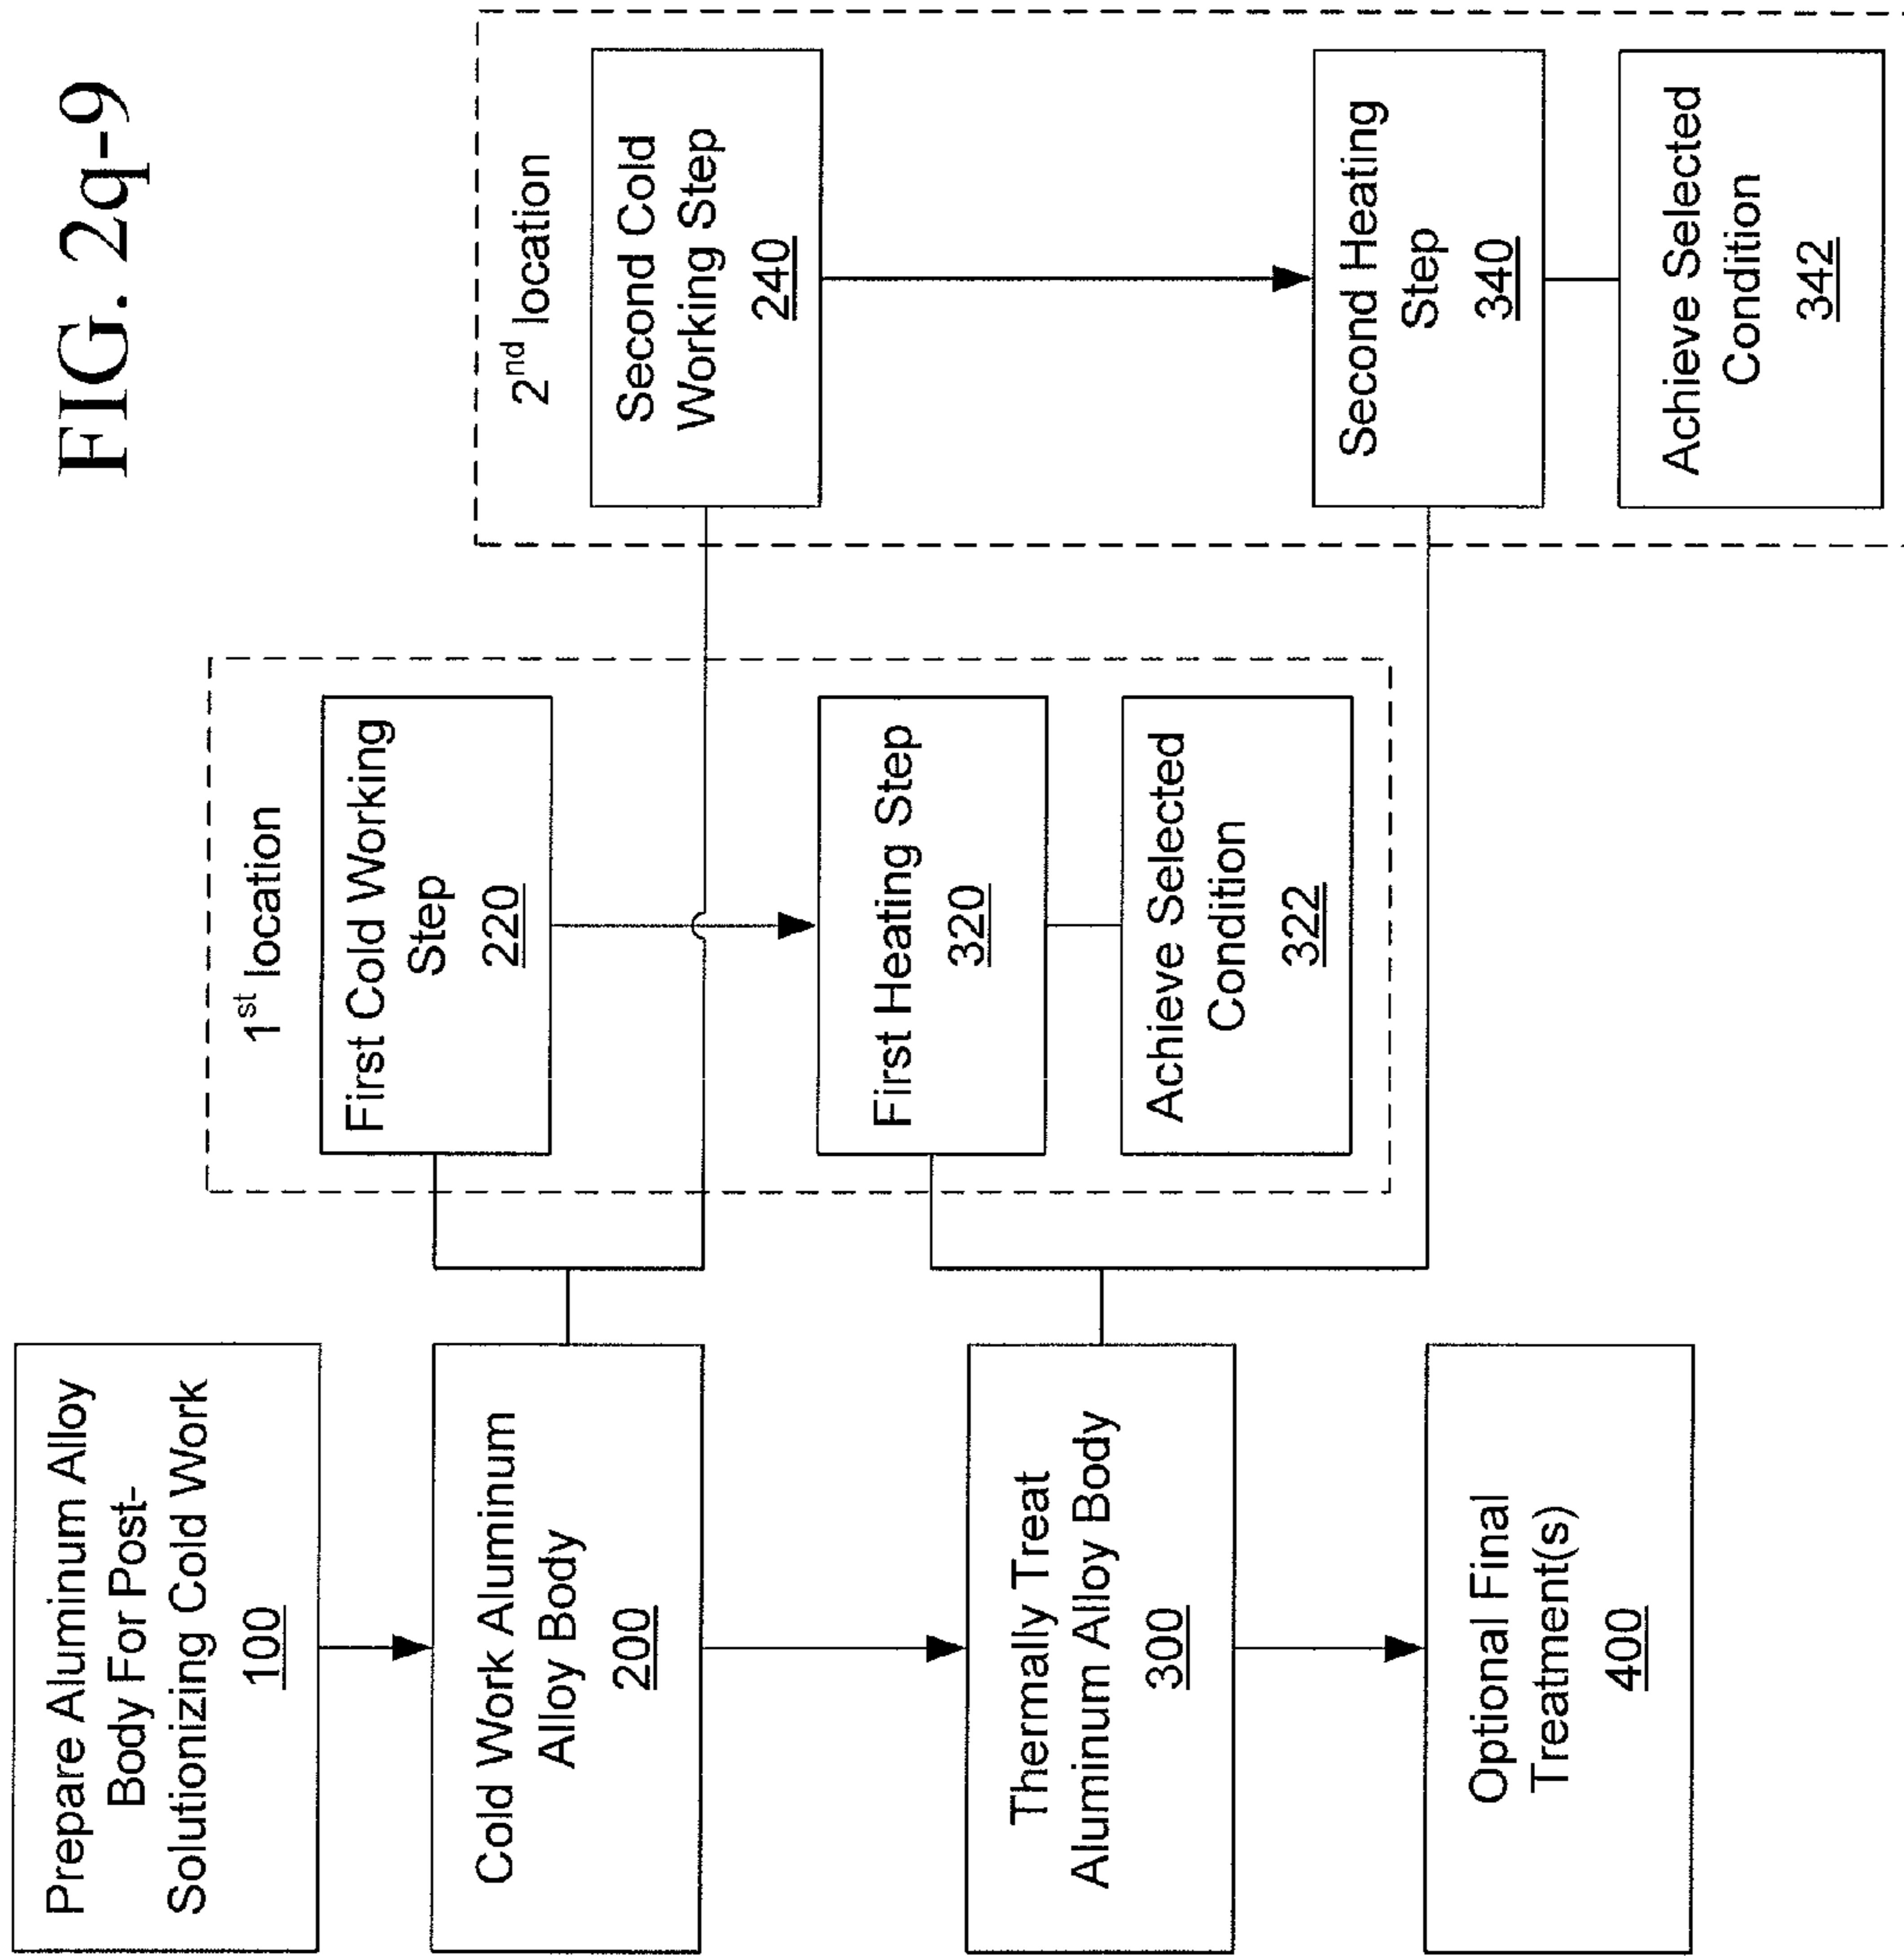 FIG. 2q-9
Prepare Aluminum Alloy
Body For Post-
Solutionizing Cold Work
100
Cold Work Aluminum
Alloy Body
200
Thermally Treat
Aluminum Alloy Body
300
Optional Final
Treatment(s)
400
1st location
First Cold Working
Step
220
First Heating Step
320
Achieve Selected
Condition
322
2nd location
Second Cold
Working Step
240
Second Heating
Step
340
Achieve Selected
Condition
342